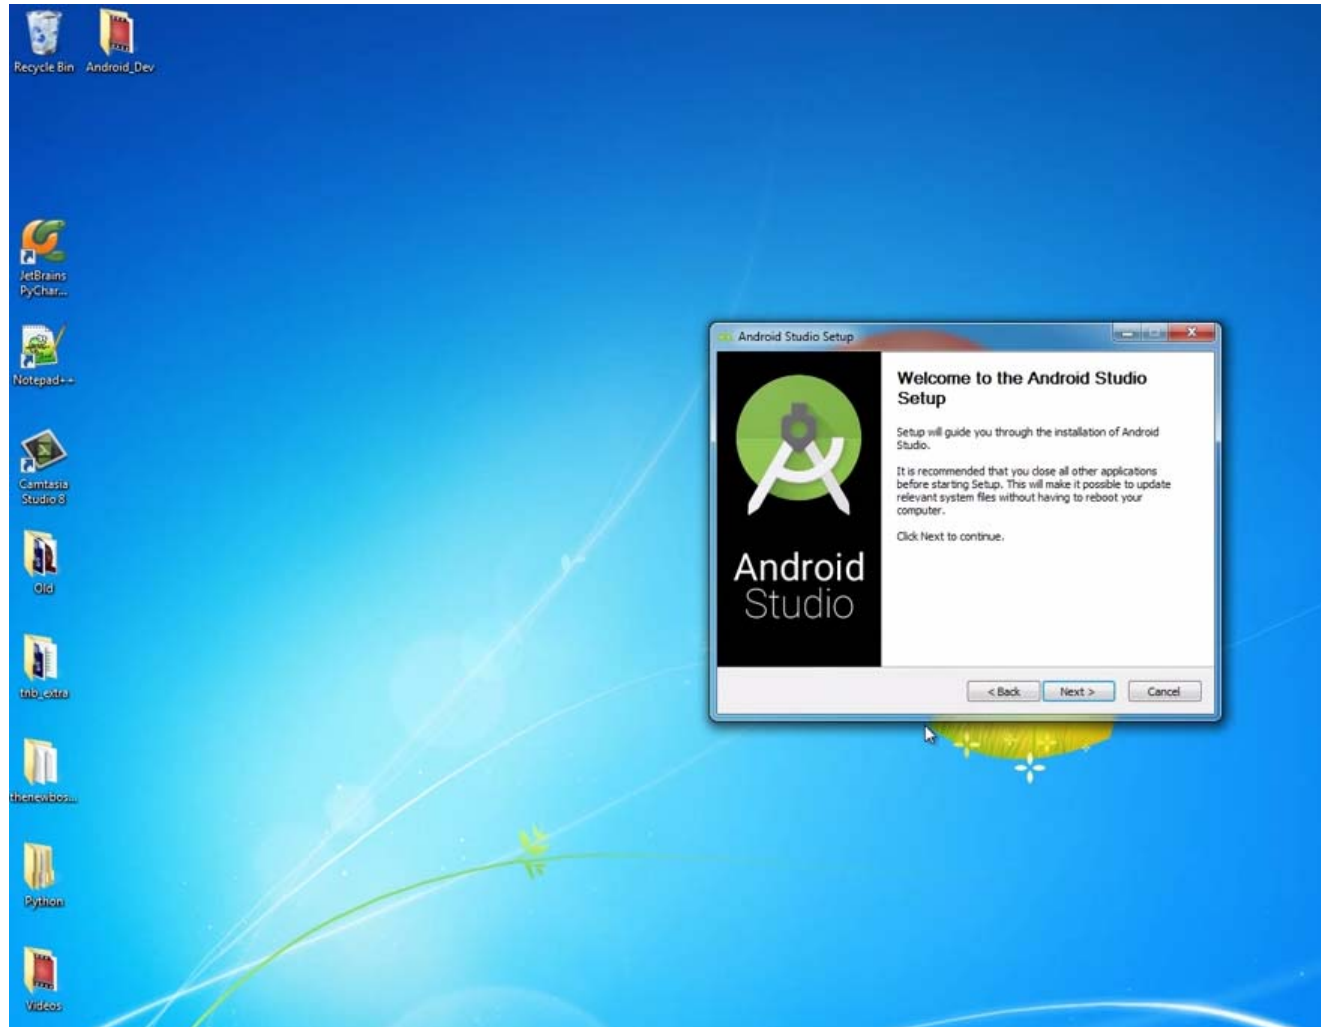 Recycle Bin
Android_Dev
JetBrains
PyChar...
Notepad++
Camtasia
Studio 8
Old
tnb_extra
thenewbos...
Python
Videos
Android Studio Setup
Android
Studio
Welcome to the Android Studio
Setup
Setup will guide you through the installation of Android
Studio.
It is recommended that you close all other applications
before starting Setup. This will make it possible to update
relevant system files without having to reboot your
computer.
Click Next to continue.
< Back
Next >
Cancel